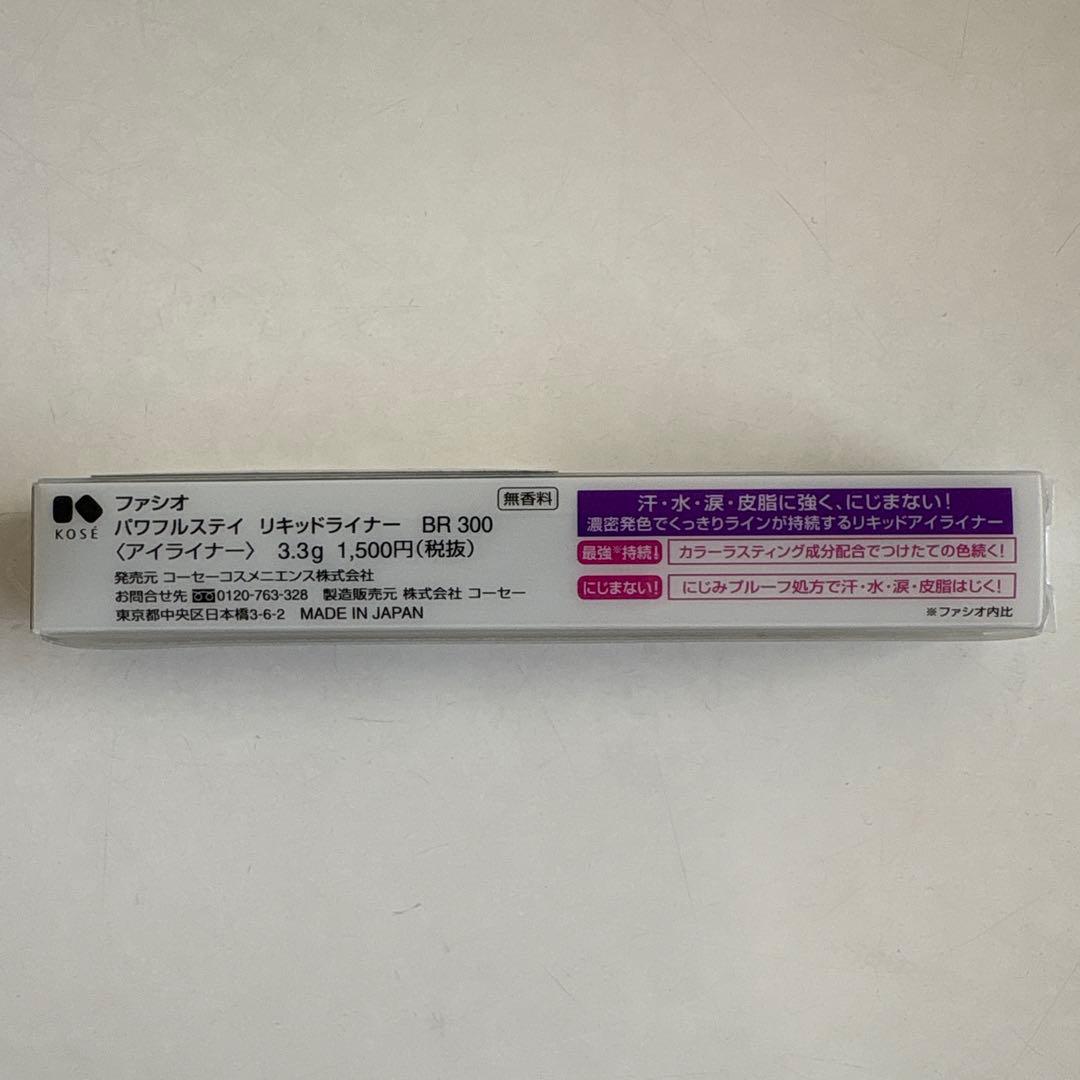 KOSÉ
ファシオ
無香料
パワフルステイ リキッドライナー BR 300
〈アイライナー〉 3.3g 1,500円(税抜)
発売元 コーセーコスメニエンス株式会社
お問合せ先 0120-763-328 製造販売元 株式会社 コーセー
東京都中央区日本橋3-6-2 MADE IN JAPAN
汗・水・涙・皮脂に強く、にじまない!
濃密発色でくっきりラインが持続するリキッドアイライナー
最強※持続! カラーラスティング成分配合でつけたての色続く!
にじまない! にじみプルーフ処方で汗・水・涙・皮脂はじく!
※ファシオ内比